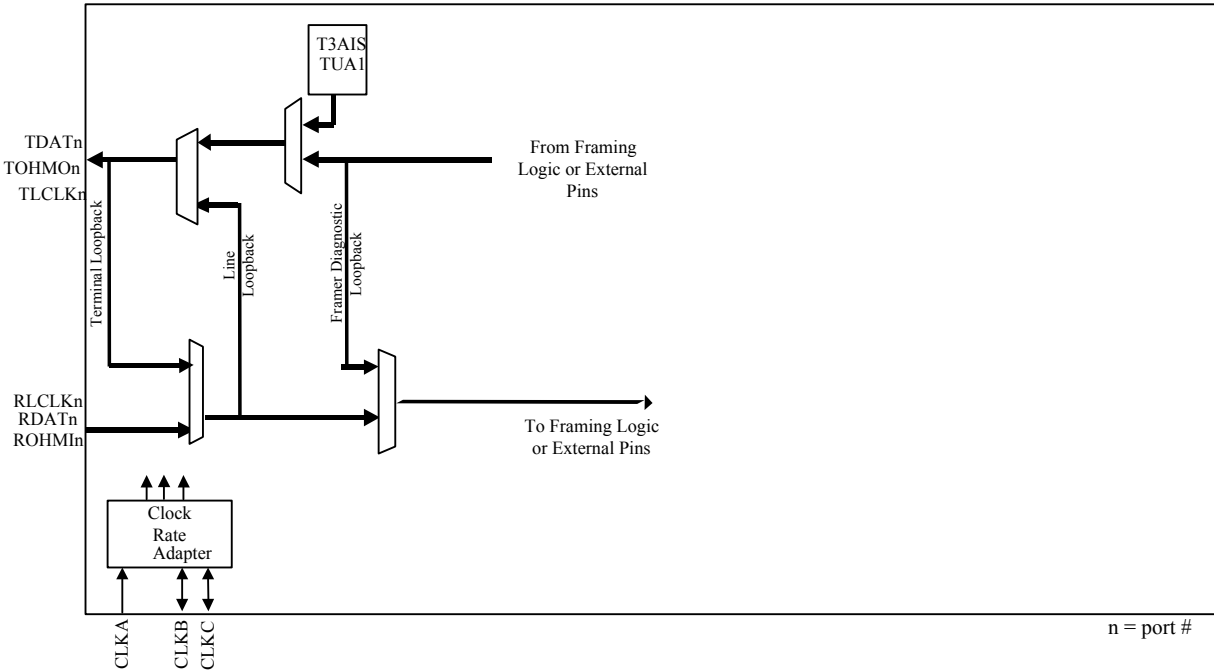 T3AIS
TUA1
TDATn
TOHMOn
TLCLKn
From Framing
Logic or External
Pins
Terminal Loopback
Line
Loopback
Framer Diagnostic
Loopback
RLCLKn
RDATn
ROHMIn
To Framing Logic
or External Pins
Clock
Rate
Adapter
CLKA
CLKB
CLKC
n = port #